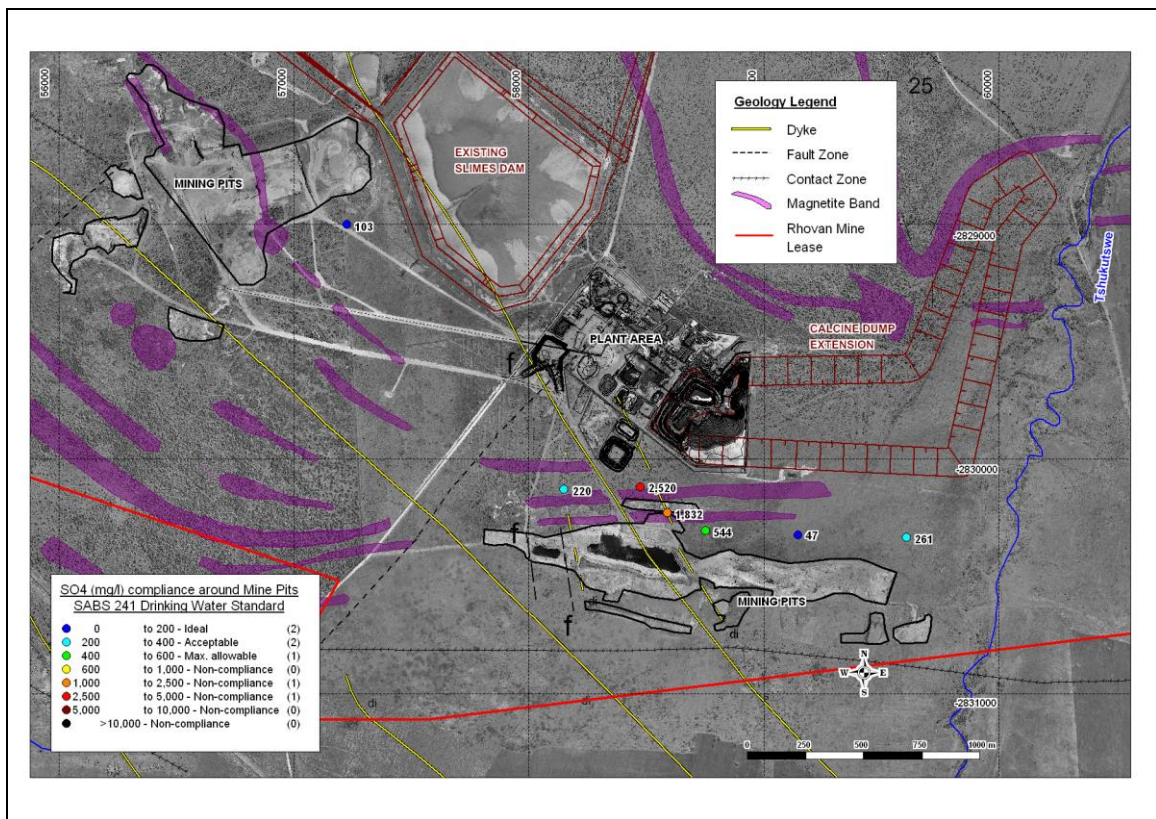 56000
57000
58000
60000
25
Geology Legend
Dyke
Fault Zone
Contact Zone
Magnetite Band
Rhovan Mine
Lease
EXISTING
SLIMES DAM
MINING PITS
103
-2829000
Tshukutswe
PLANT AREA
CALCINE DUMP
EXTENSION
f
-2830000
220
2,520
1,832
544
47
261
f
MINING PITS
f
di
SO4 (mg/l) compliance around Mine Pits
SABS 241 Drinking Water Standard
0 to 200 - Ideal (2)
200 to 400 - Acceptable (2)
400 to 600 - Max. allowable (1)
600 to 1,000 - Non-compliance (0)
1,000 to 2,500 - Non-compliance (1)
2,500 to 5,000 - Non-compliance (1)
5,000 to 10,000 - Non-compliance (0)
>10,000 - Non-compliance (0)
N
W E
S
di
di
-2831000
0 250 500 750 1000 m